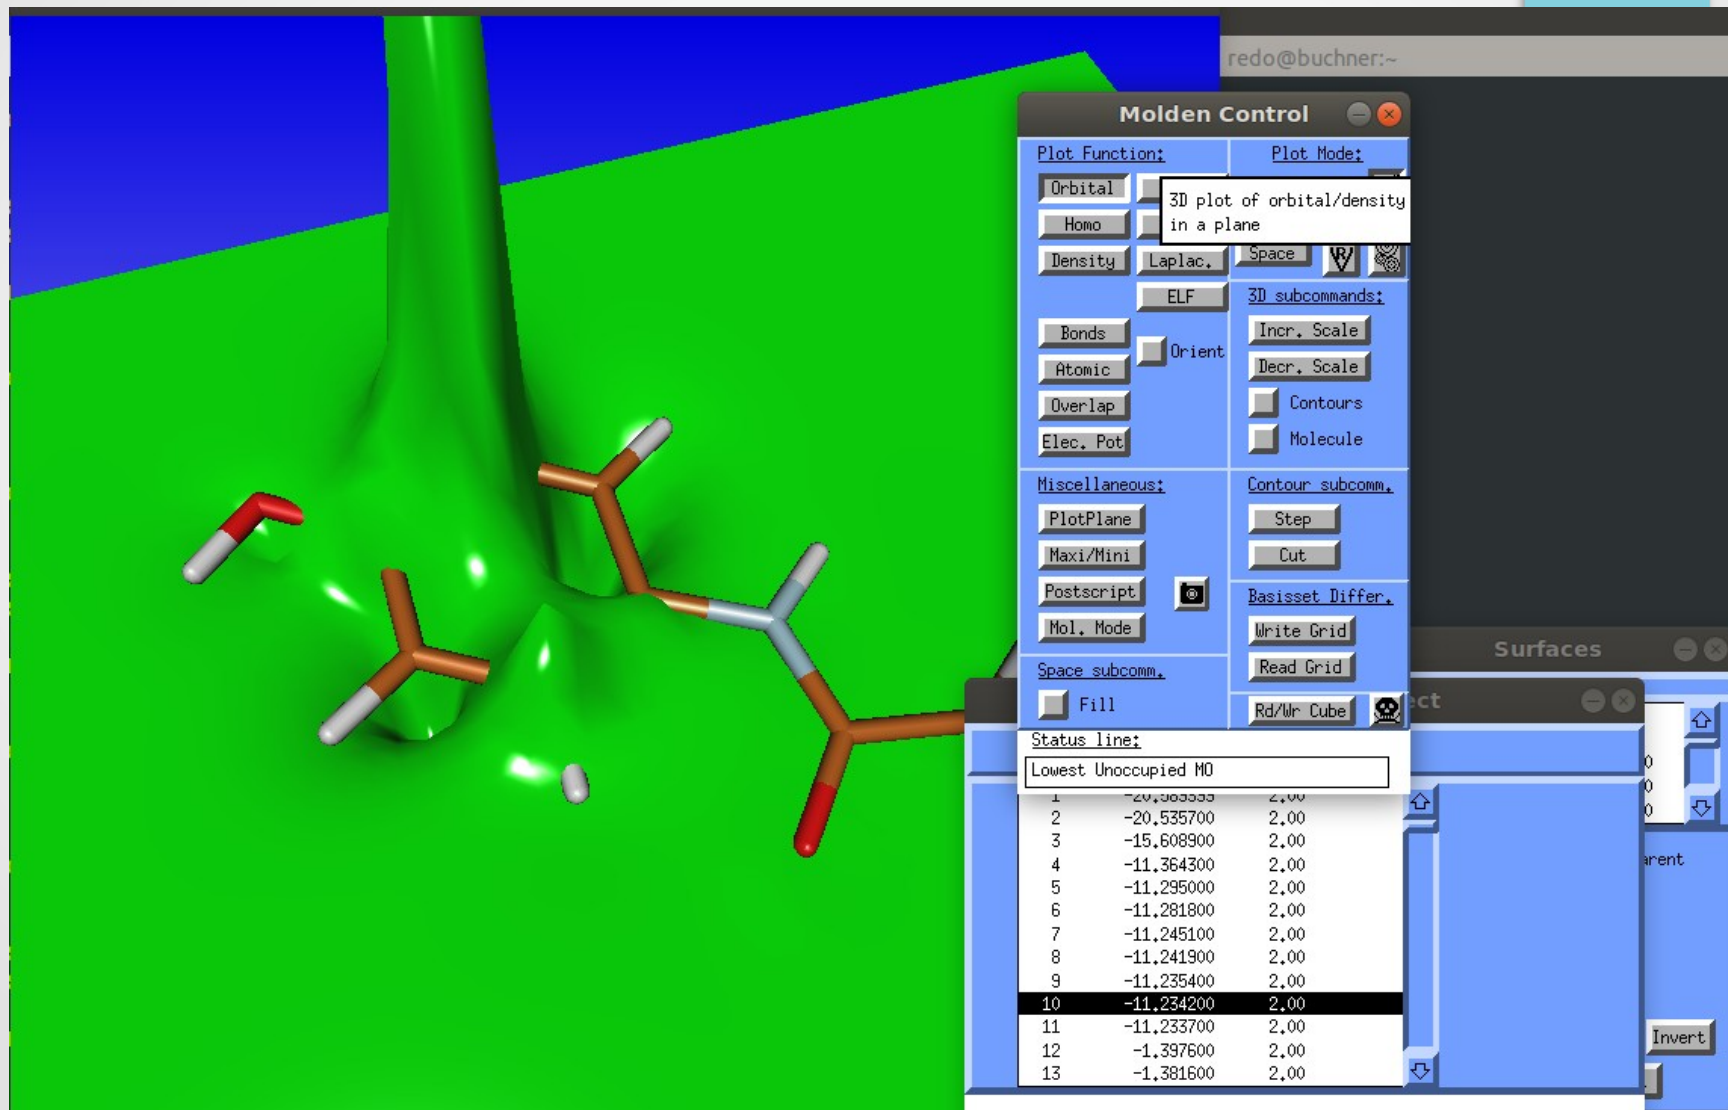 redo@buchner:~
Molden Control
Plot Function:
Plot Mode:
Orbital
3D plot of orbital/density
in a plane
Homo
Density
Laplac.
Space
ELF
3D subcommands:
Bonds
Orient
Incr. Scale
Atomic
Decr. Scale
Overlap
Contours
Elec. Pot
Molecule
Miscellaneous:
Contour subcomm.
PlotPlane
Step
Maxi/Mini
Cut
Postscript
Basisset Differ.
Mol. Mode
Write Grid
Surfaces
Space subcomm.
Read Grid
Fill
Rd/Wr Cube
Status line:
Lowest Unoccupied MO
2 -20.535700 2.00
3 -15.608900 2.00
4 -11.364300 2.00
5 -11.295000 2.00
6 -11.281800 2.00
7 -11.245100 2.00
8 -11.241900 2.00
9 -11.235400 2.00
10 -11.234200 2.00
11 -11.233700 2.00
12 -1.397600 2.00
13 -1.381600 2.00
Invert